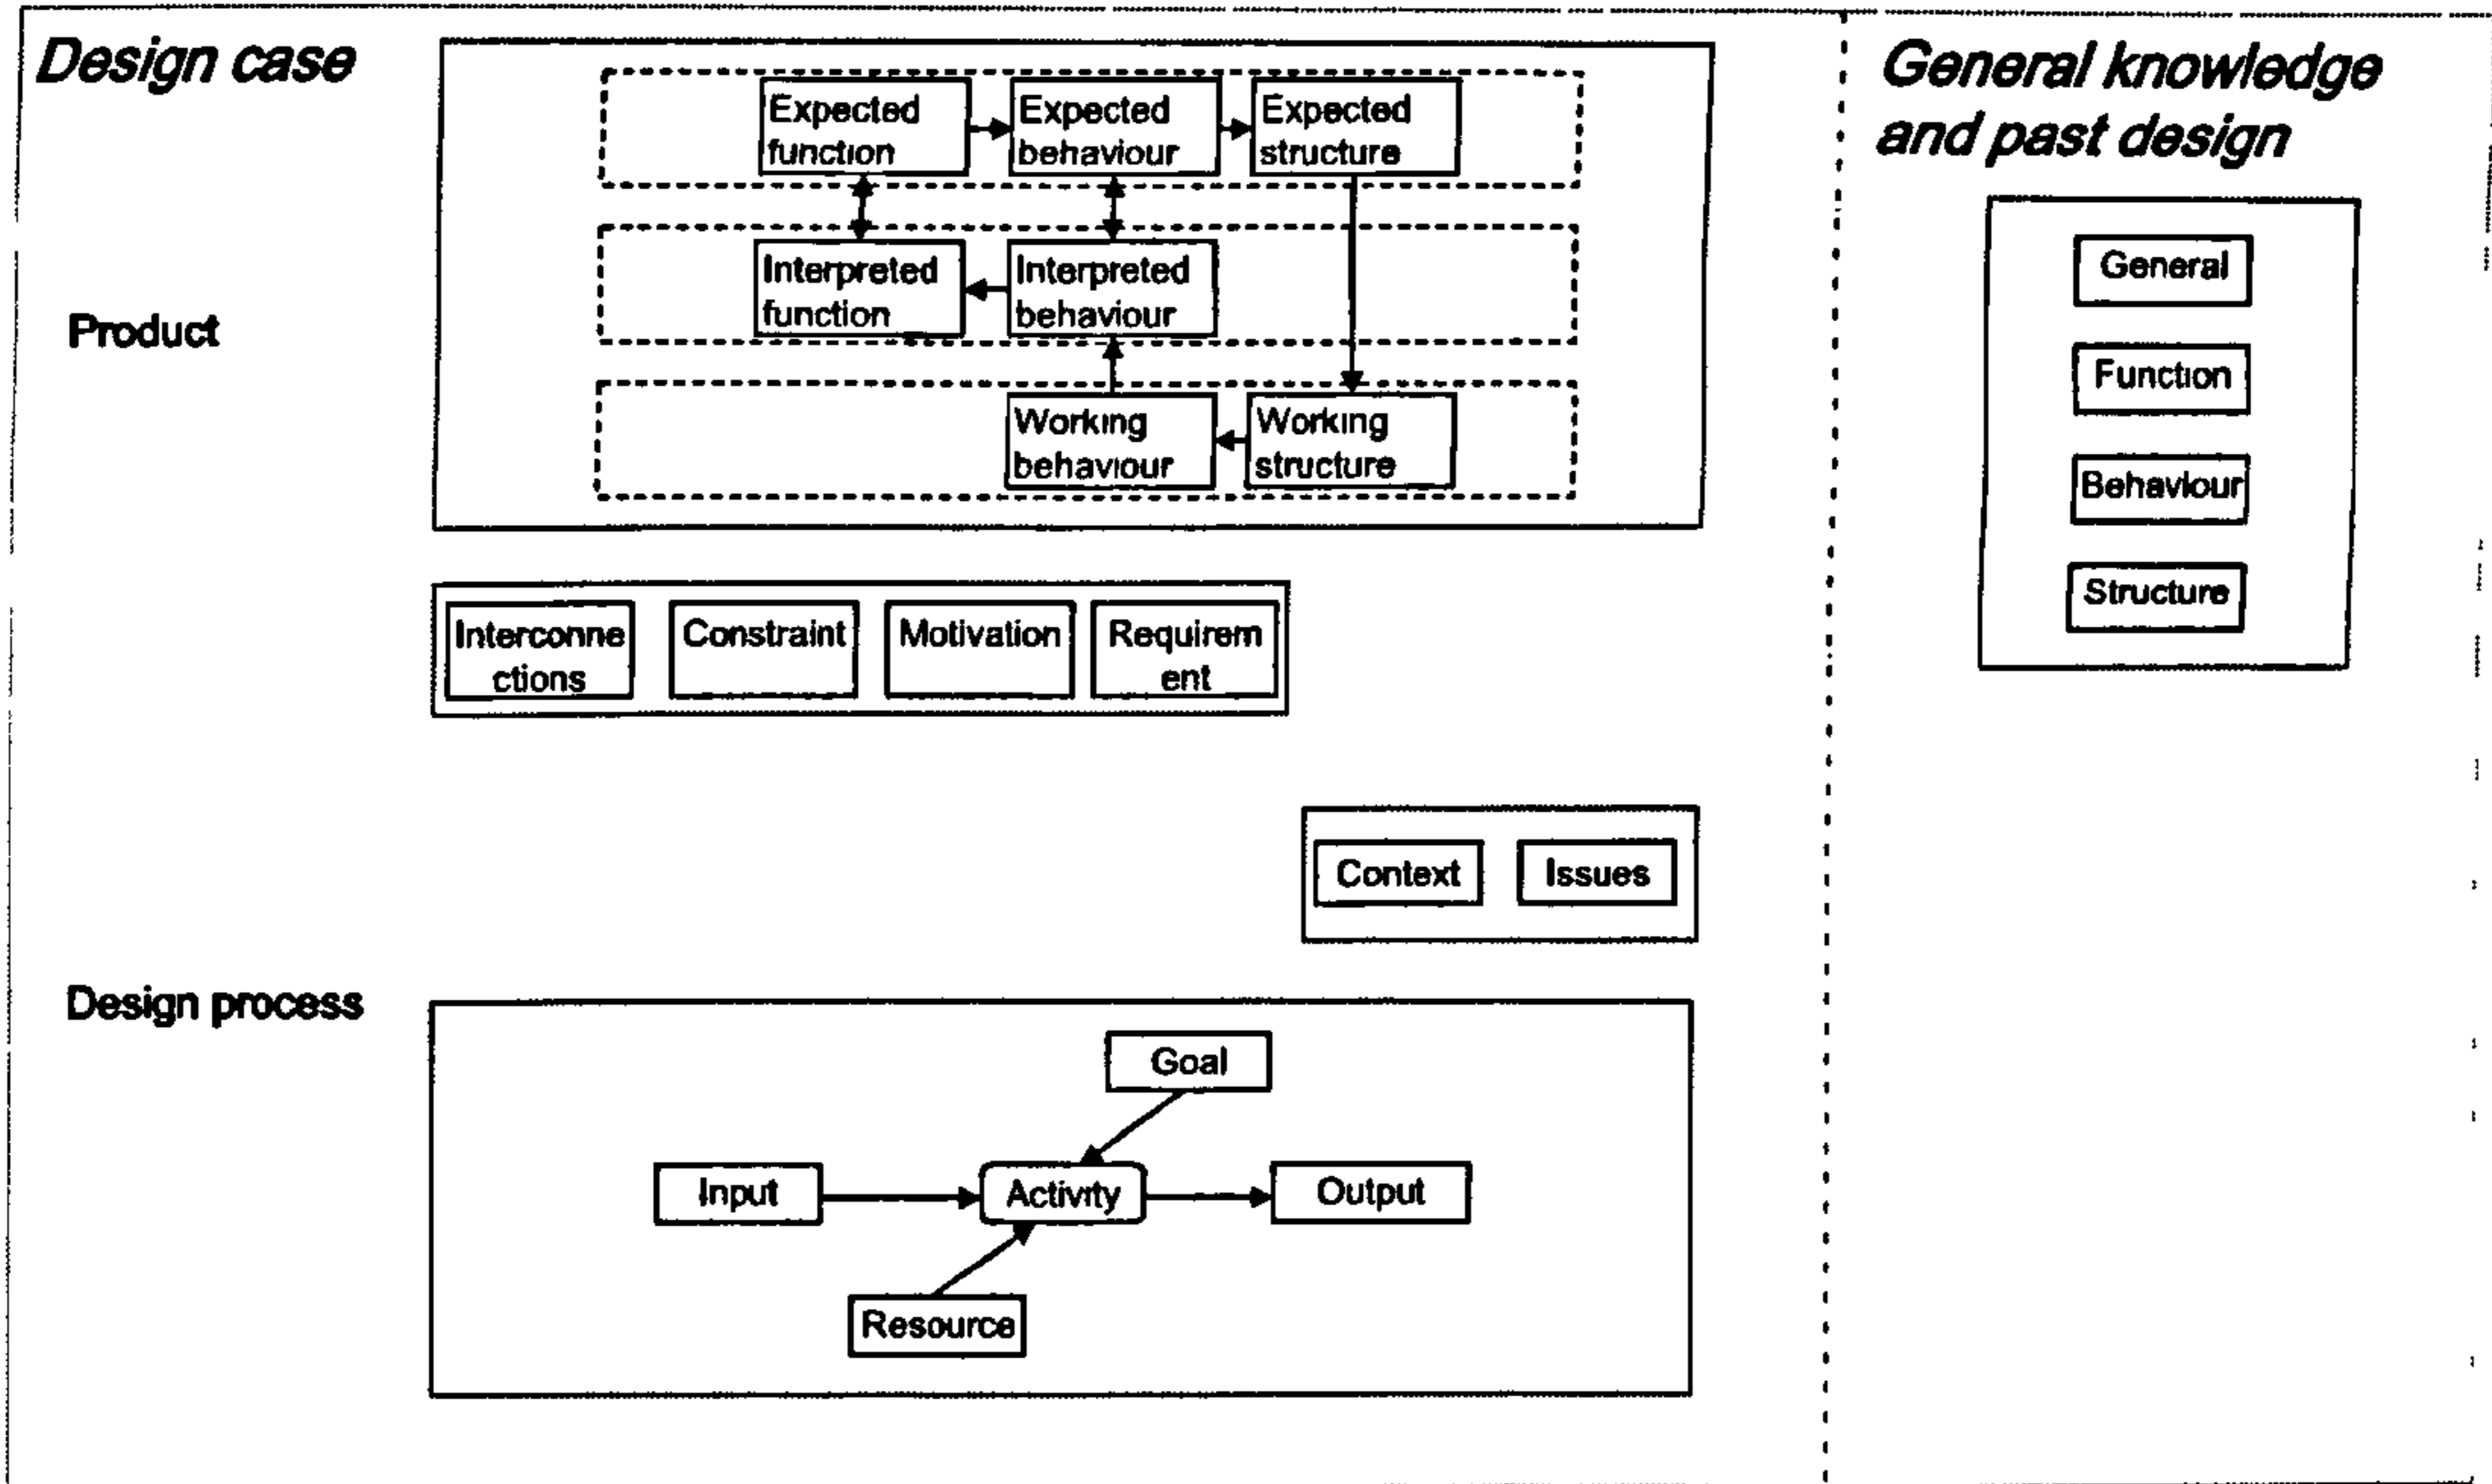 Design case
General knowledge
and past design
Expected
function
Expected
behaviour
Expected
structure
Interpreted
function
Interpreted
behaviour
Working
behaviour
Working
structure
Product
General
Function
Behaviour
Structure
Interconne
ctions
Constraint
Motivation
Requirem
ent
Context
Issues
Design process
Goal
Input
Activity
Output
Resource